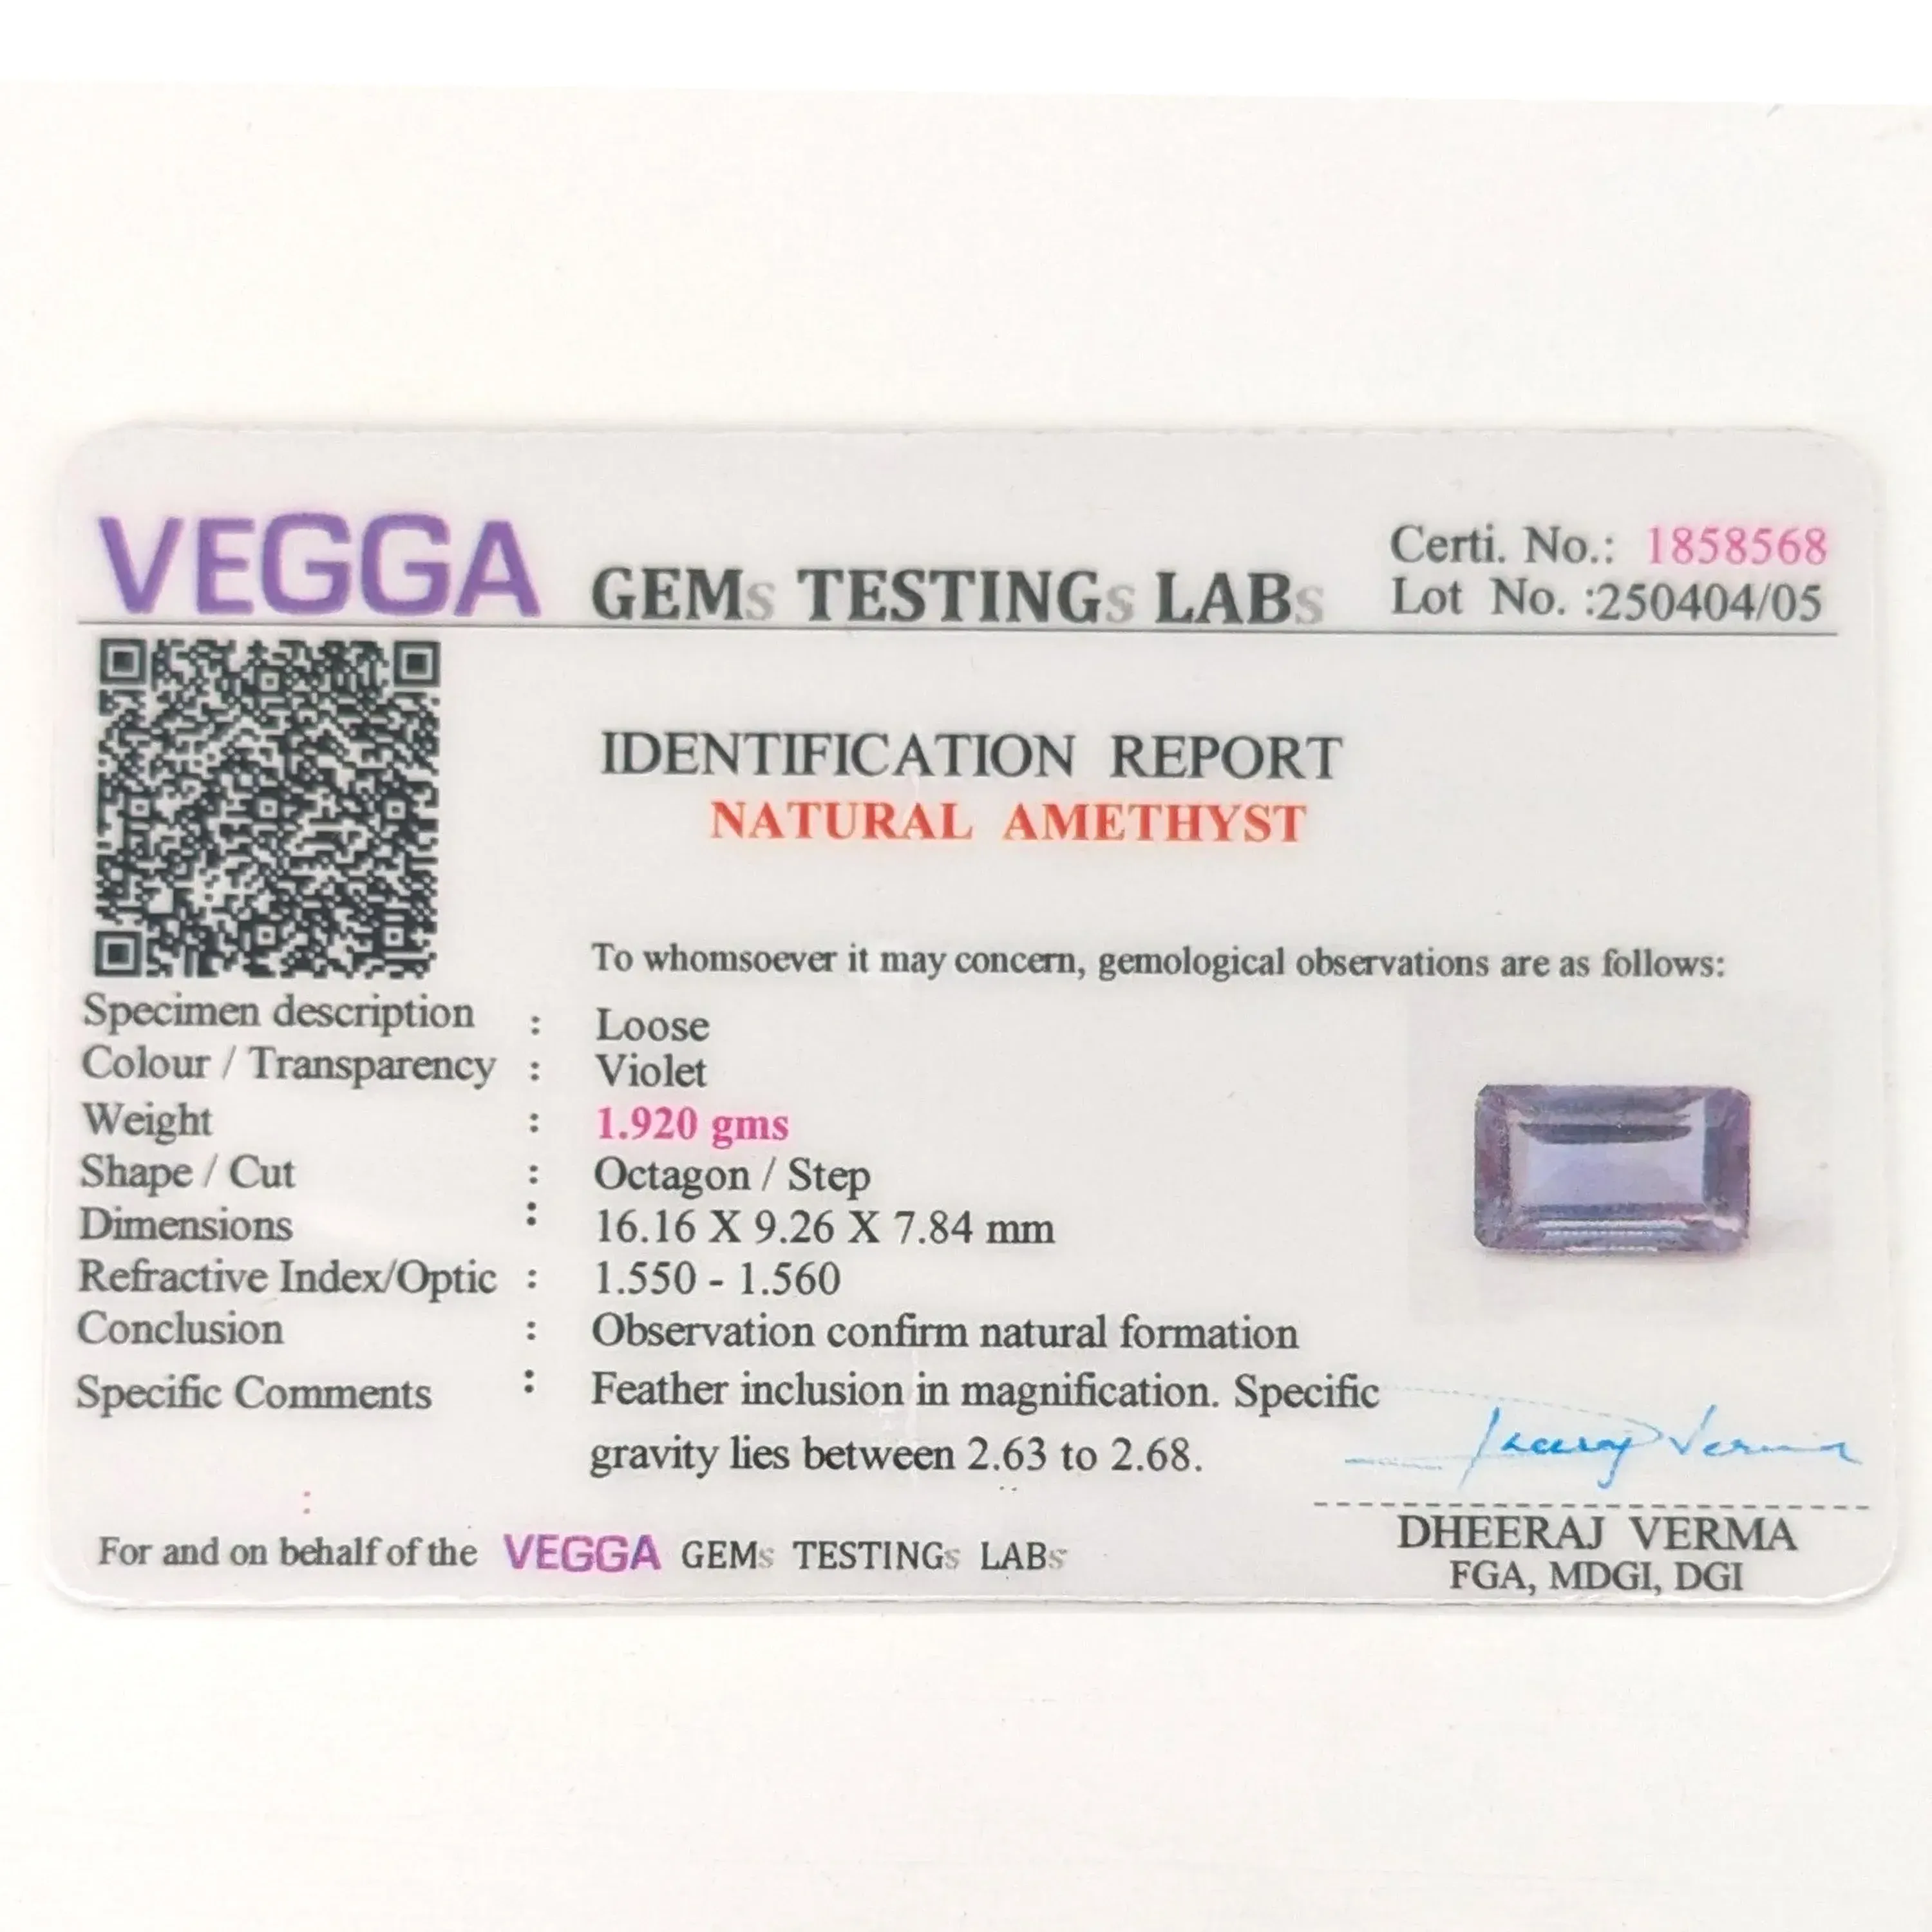 VEGGA GEMs TESTINGs LABs
Certi. No.: 1858568
Lot No. :250404/05
IDENTIFICATION REPORT
NATURAL AMETHYST
To whomsoever it may concern, gemological observations are as follows:
Specimen description : Loose
Colour / Transparency : Violet
Weight : 1.920 gms
Shape / Cut : Octagon / Step
Dimensions : 16.16 X 9.26 X 7.84 mm
Refractive Index/Optic : 1.550 - 1.560
Conclusion : Observation confirm natural formation
Specific Comments : Feather inclusion in magnification. Specific
gravity lies between 2.63 to 2.68.
Dheeraj Verma
DHEERAJ VERMA
FGA, MDGI, DGI
For and on behalf of the VEGGA GEMs TESTINGs LABs